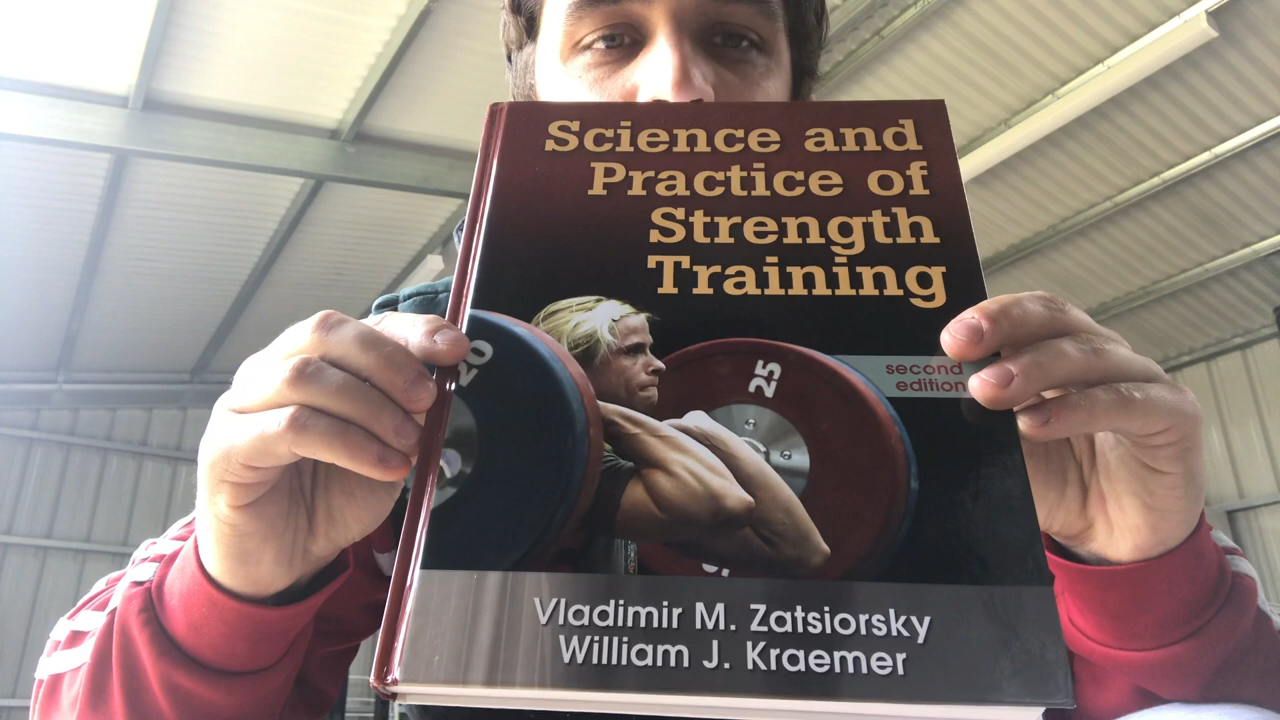 Science and
Practice of
Strength
Training
20
25
second
edition
Vladimir M. Zatsiorsky
William J. Kraemer